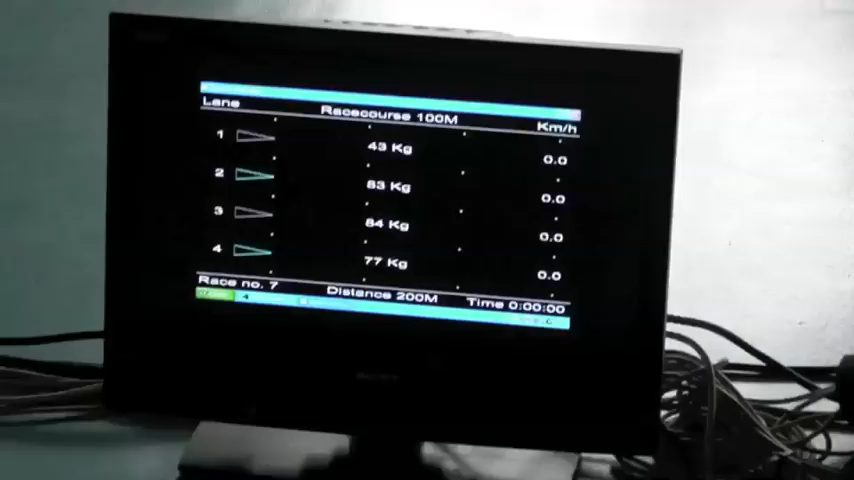 Lane Racecourse 100M Km/h
1 43 Kg 0.0
2 83 Kg 0.0
3 84 Kg 0.0
4 77 Kg 0.0
Race no. 7 Distance 200M Time 0:00:00